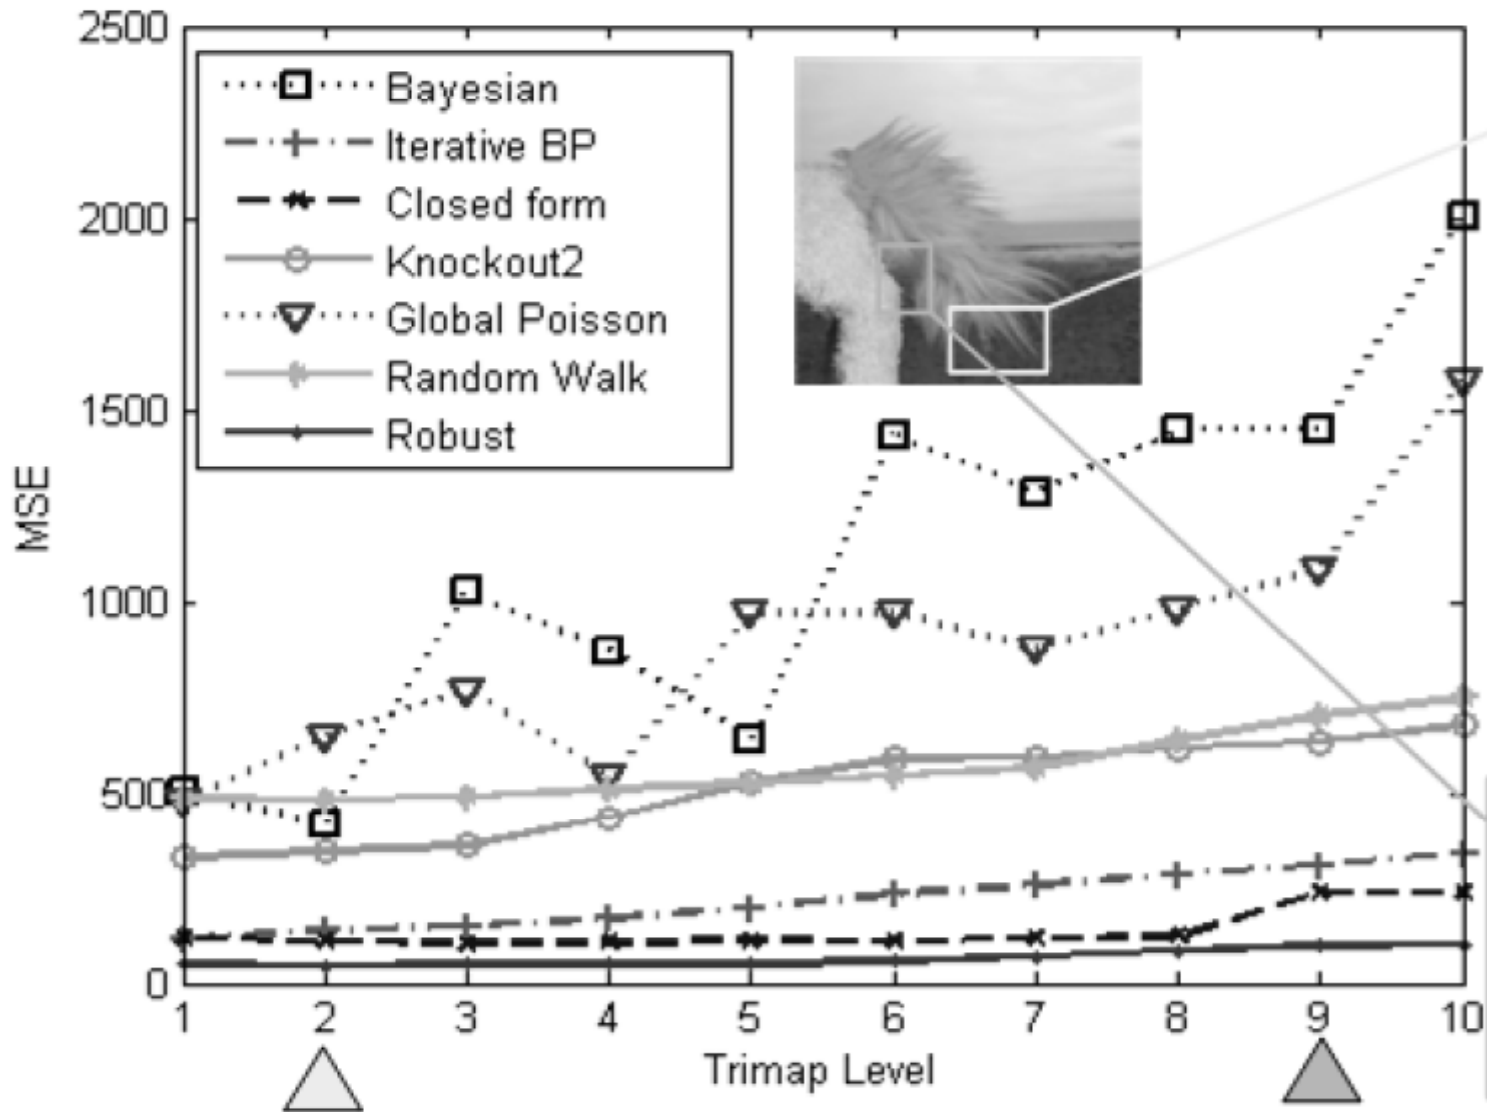 2500
2000
1500
1000
500
0
MSE
Bayesian
Iterative BP
Closed form
Knockout2
Global Poisson
Random Walk
Robust
1 2 3 4 5 6 7 8 9 10
Trimap Level